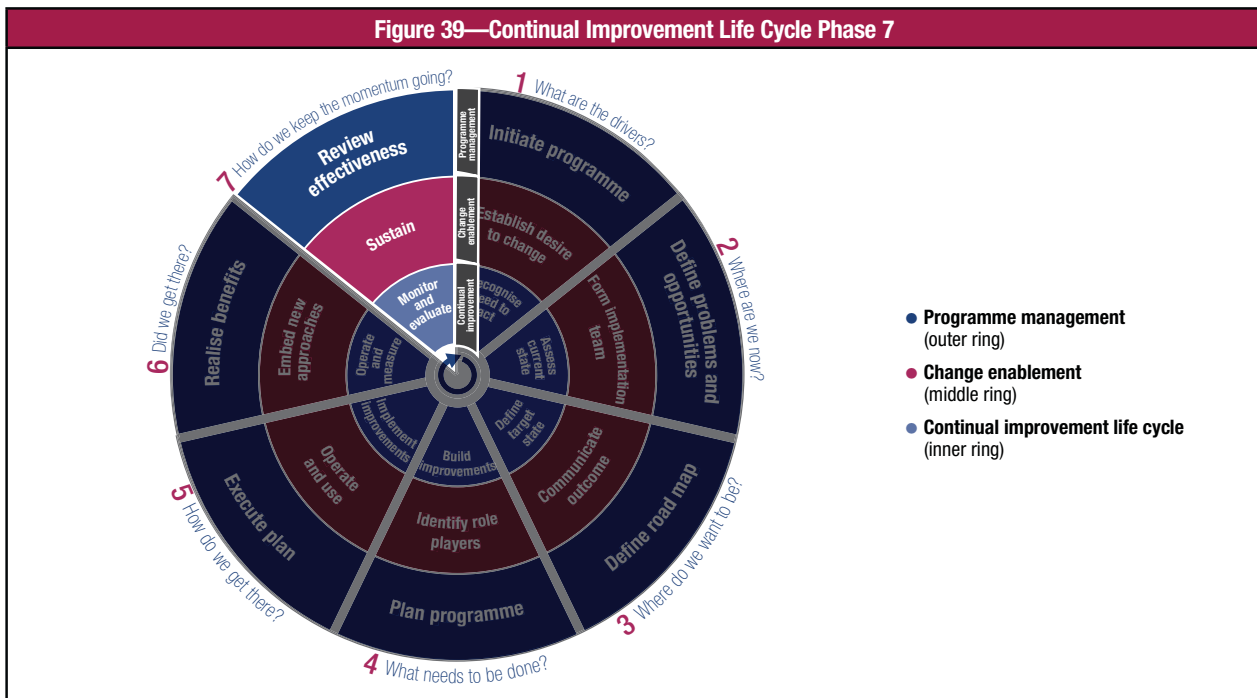 Figure 39—Continual Improvement Life Cycle Phase 7
1 What are the drivers?
2 Where are we now?
3 Where do we want to be?
4 What needs to be done?
5 How do we get there?
6 Did we get there?
7 How do we keep the momentum going?
Programme
management
Change
enablement
Continual
improvement
Initiate programme
Define problems and
opportunities
Define road map
Plan programme
Execute plan
Realise benefits
Review
effectiveness
Establish desire
to change
Form implementation
team
Communicate
outcome
Identify role
players
Operate
and use
Embed new
approaches
Sustain
ecognise
eed to
act
Assess
current
state
Define
target
state
Build
improvements
Implement
improvements
Operate
and
measure
Monitor
and
evaluate
Programme management
(outer ring)
Change enablement
(middle ring)
Continual improvement life cycle
(inner ring)